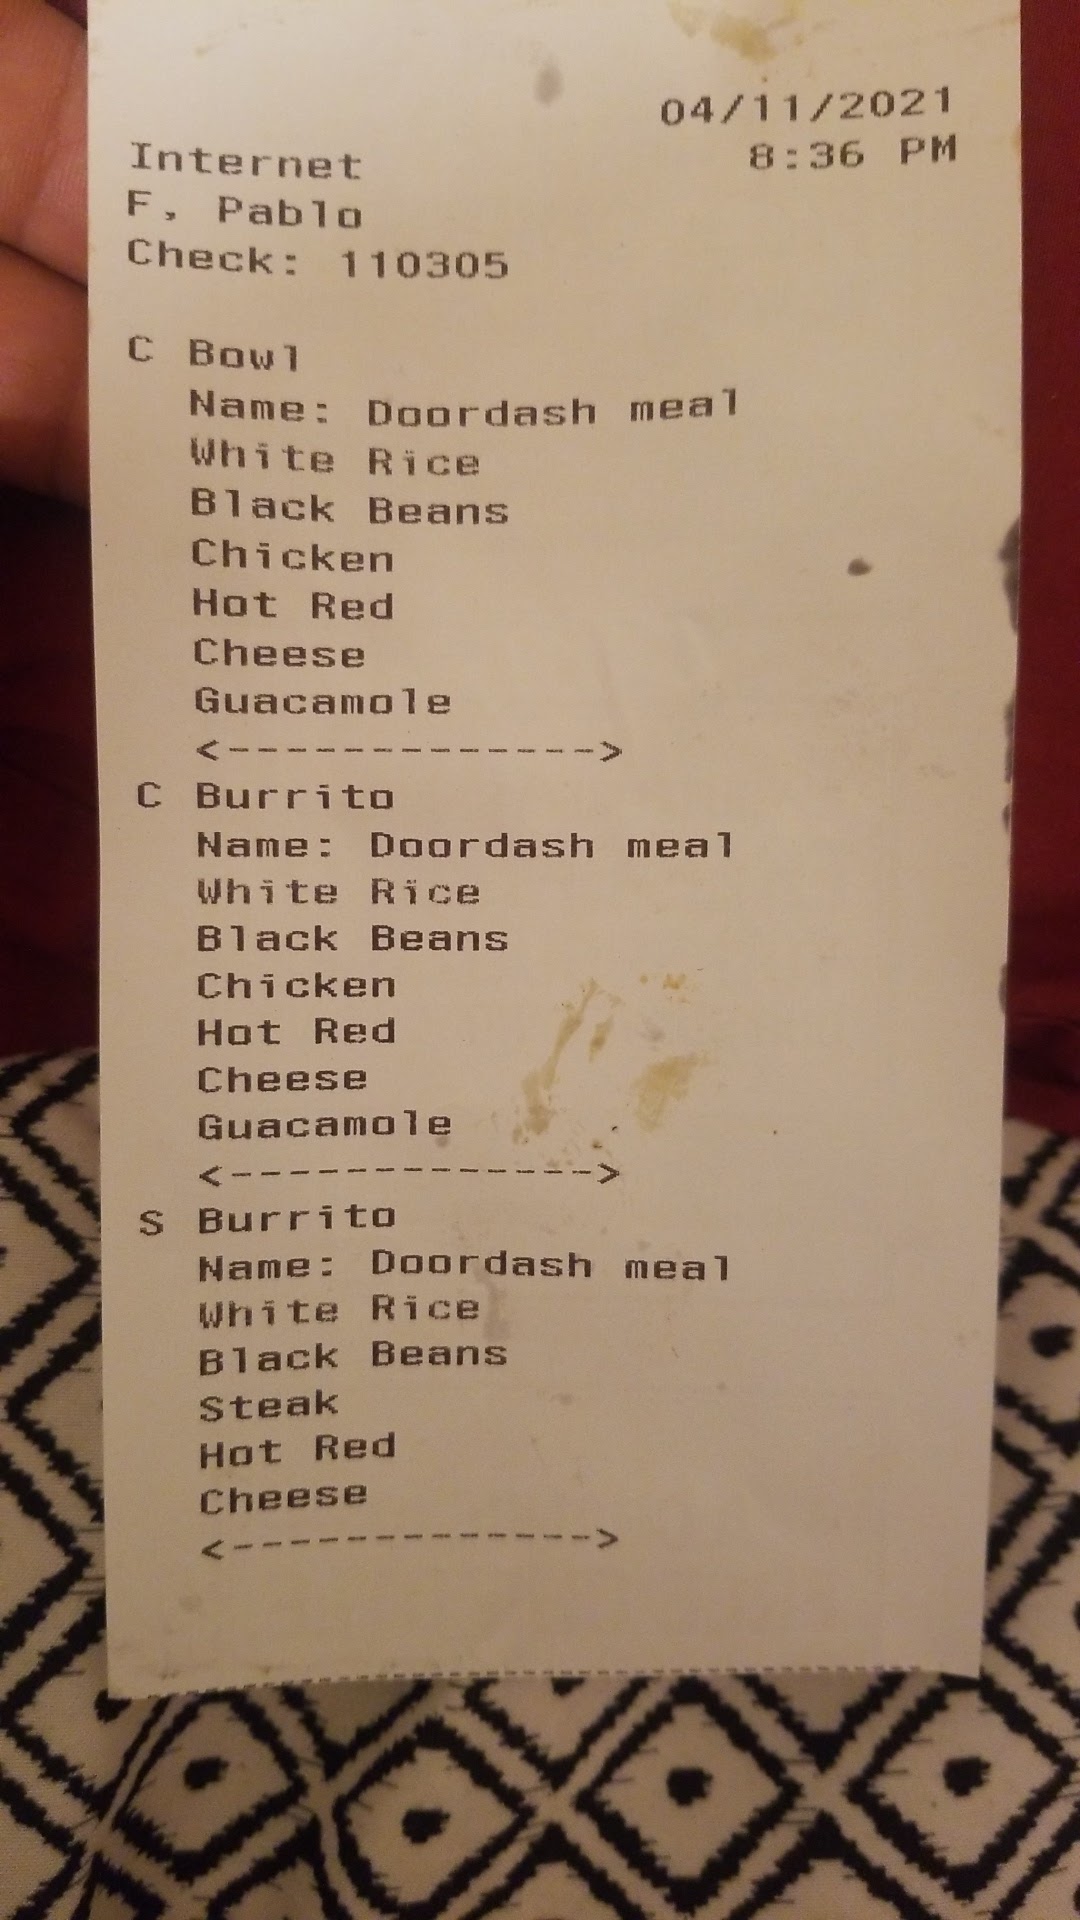 04/11/2021
Internet 8:36 PM
F, Pablo
Check: 110305
C Bowl
Name: Doordash meal
White Rice
Black Beans
Chicken
Hot Red
Cheese
Guacamole
<------------->
C Burrito
Name: Doordash meal
White Rice
Black Beans
Chicken
Hot Red
Cheese
Guacamole
<------------->
S Burrito
Name: Doordash meal
White Rice
Black Beans
Steak
Hot Red
Cheese
<------------->